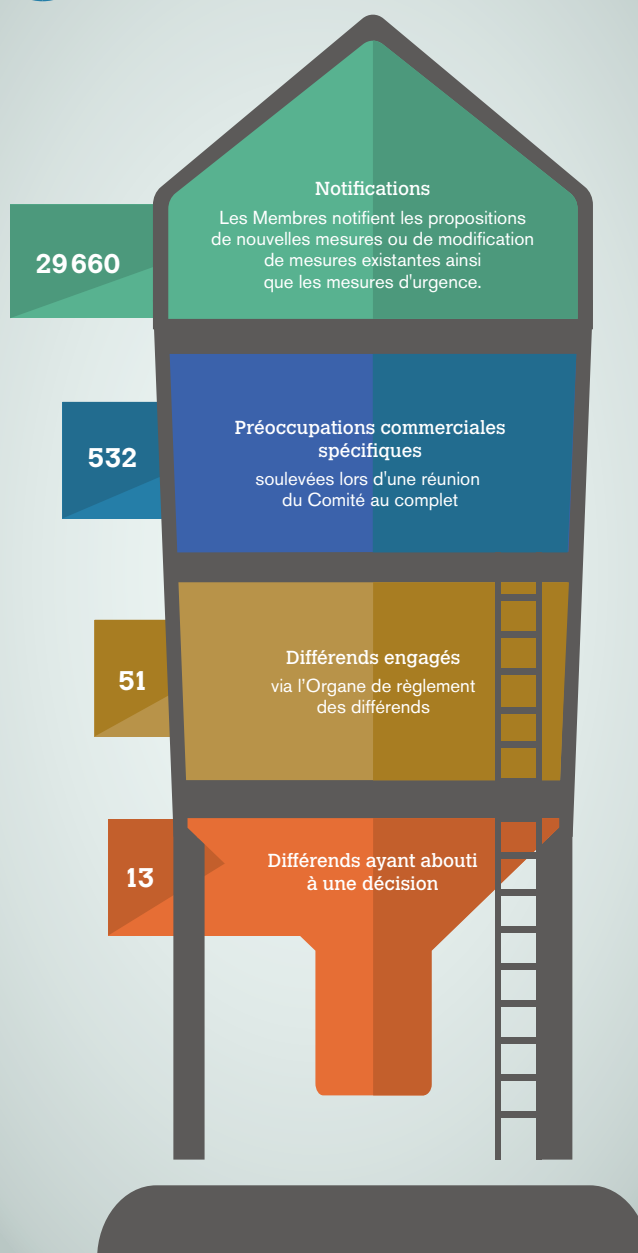 Notifications
Les Membres notifient les propositions
de nouvelles mesures ou de modification
de mesures existantes ainsi
que les mesures d'urgence.
29 660
Préoccupations commerciales
spécifiques
soulevées lors d'une réunion
du Comité au complet
532
Différends engagés
via l'Organe de règlement
des différends
51
Différends ayant abouti
à une décision
13